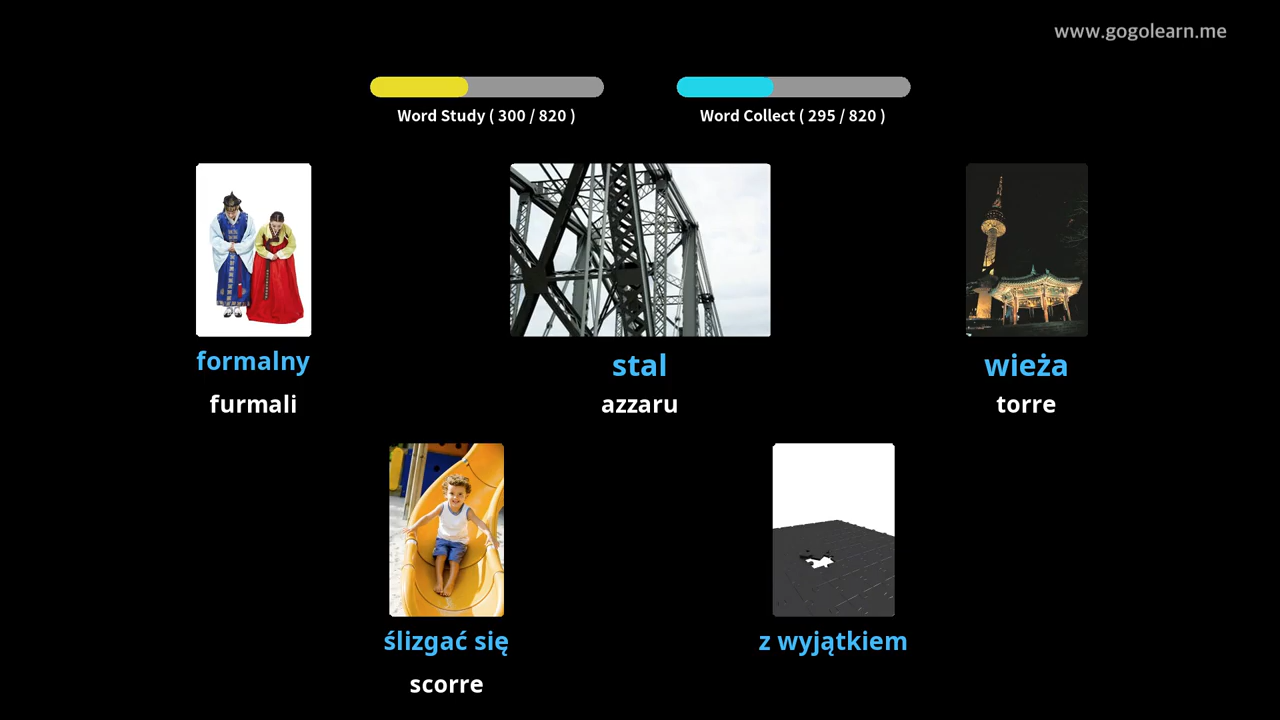 www.gogolearn.me
Word Study ( 300 / 820 )
Word Collect ( 295 / 820 )
formalny
furmali
stal
azzaru
wieża
torre
ślizgać się
scorre
z wyjątkiem